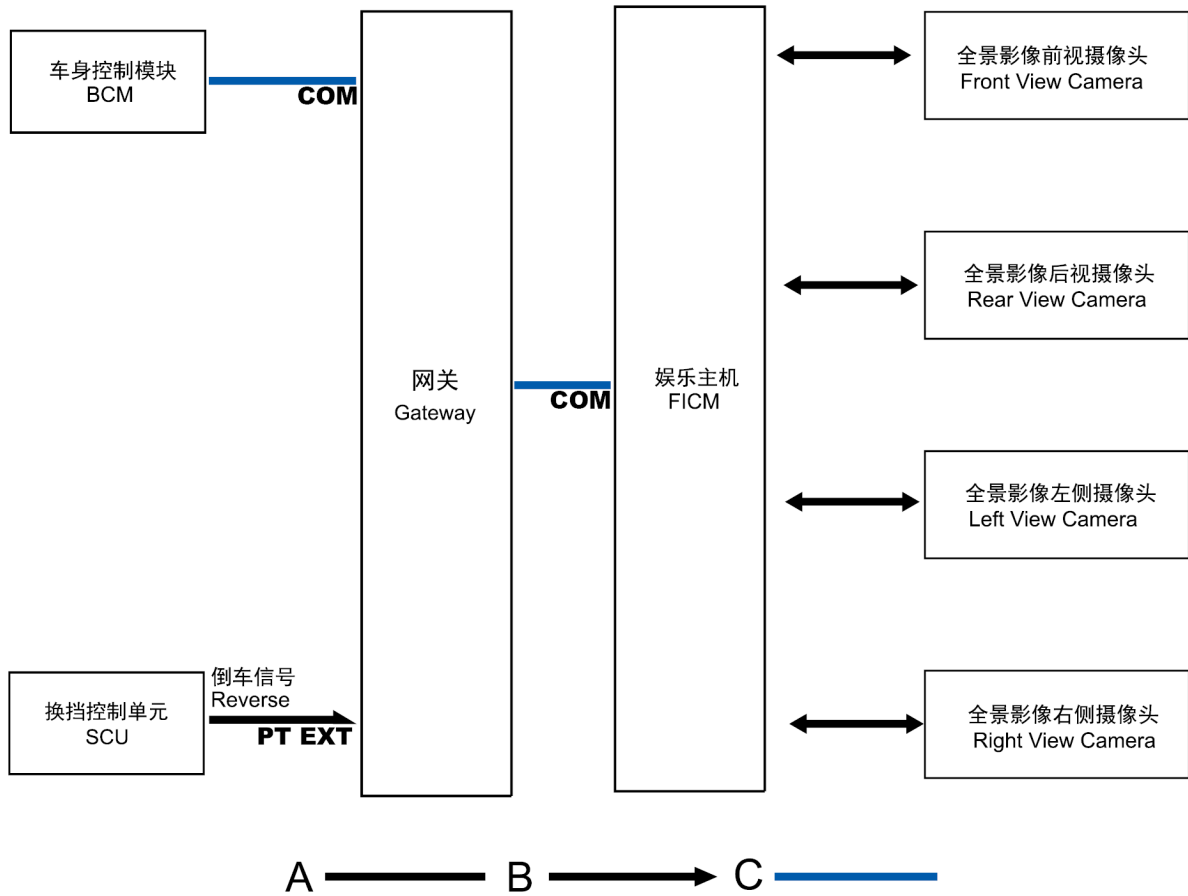 车身控制模块
BCM
COM
全景影像前视摄像头
Front View Camera
全景影像后视摄像头
Rear View Camera
网关
Gateway
COM
娱乐主机
FICM
全景影像左侧摄像头
Left View Camera
换挡控制单元
SCU
倒车信号
Reverse
PT EXT
全景影像右侧摄像头
Right View Camera
A B C